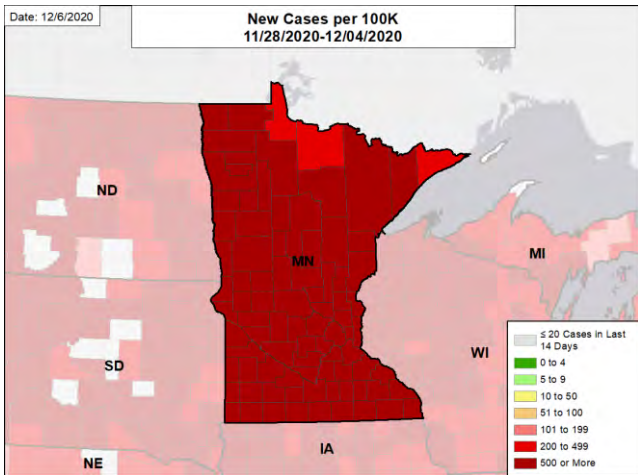 Date: 12/6/2020
New Cases per 100K
11/28/2020-12/04/2020
ND
MN
MI
SD
WI
IA
NE
≤ 20 Cases in Last
14 Days
0 to 4
5 to 9
10 to 50
51 to 100
101 to 199
200 to 499
500 or More